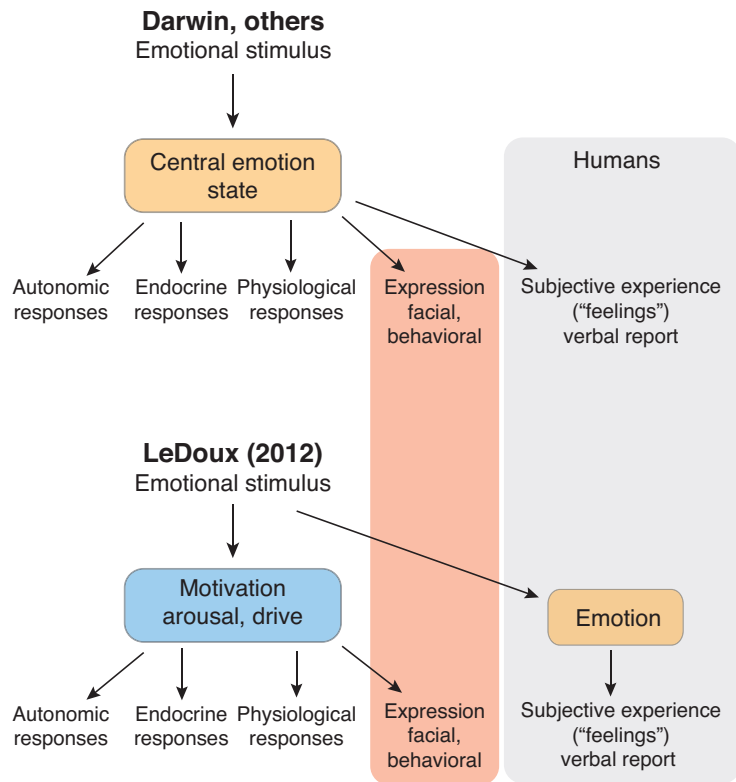 Darwin, others
Emotional stimulus
Central emotion
state
Humans
Autonomic
responses
Endocrine
responses
Physiological
responses
Expression
facial,
behavioral
Subjective experience
(“feelings”)
verbal report
LeDoux (2012)
Emotional stimulus
Motivation
arousal, drive
Emotion
Autonomic
responses
Endocrine
responses
Physiological
responses
Expression
facial,
behavioral
Subjective experience
(“feelings”)
verbal report